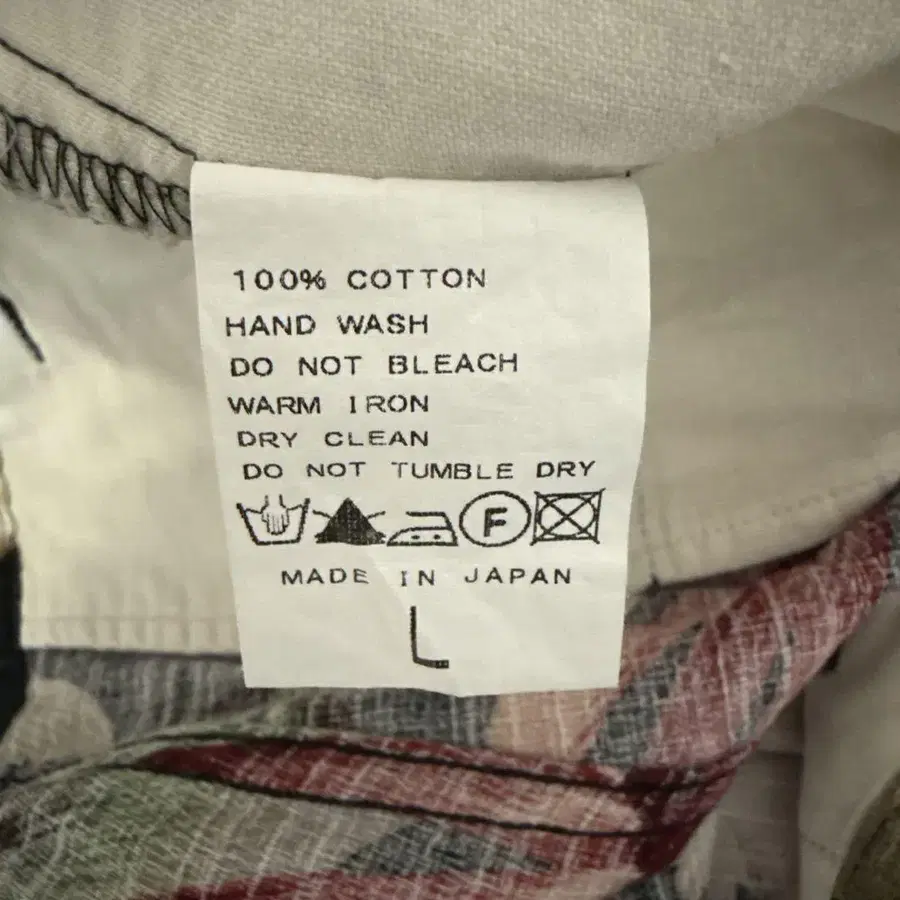 100% COTTON
HAND WASH
DO NOT BLEACH
WARM IRON
DRY CLEAN
DO NOT TUMBLE DRY
F
MADE IN JAPAN
L